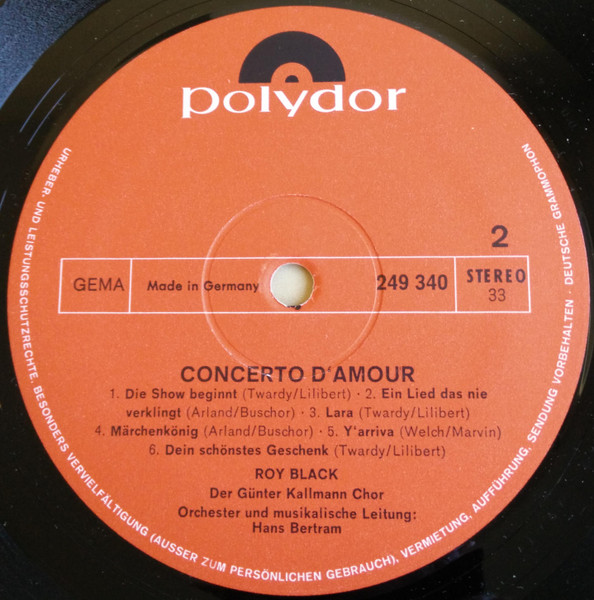 polydor
2
GEMA
Made in Germany
249 340
STEREO
33
CONCERTO D'AMOUR
1. Die Show beginnt (Twardy/Lilibert) · 2. Ein Lied das nie
verklingt (Arland/Buschor) · 3. Lara (Twardy/Lilibert)
4. Märchenkönig (Arland/Buschor) · 5. Y'arriva (Welch/Marvin)
6. Dein schönstes Geschenk (Twardy/Lilibert)
ROY BLACK
Der Günter Kallmann Chor
Orchester und musikalische Leitung:
Hans Bertram
URHEBER- UND LEISTUNGSSCHUTZRECHTE. BESONDERS VERVIELFÄLTIGUNG (AUSSER ZUM PERSÖNLICHEN GEBRAUCH), VERMIETUNG, AUFFÜHRUNG, SENDUNG VORBEHALTEN · DEUTSCHE GRAMMOPHON